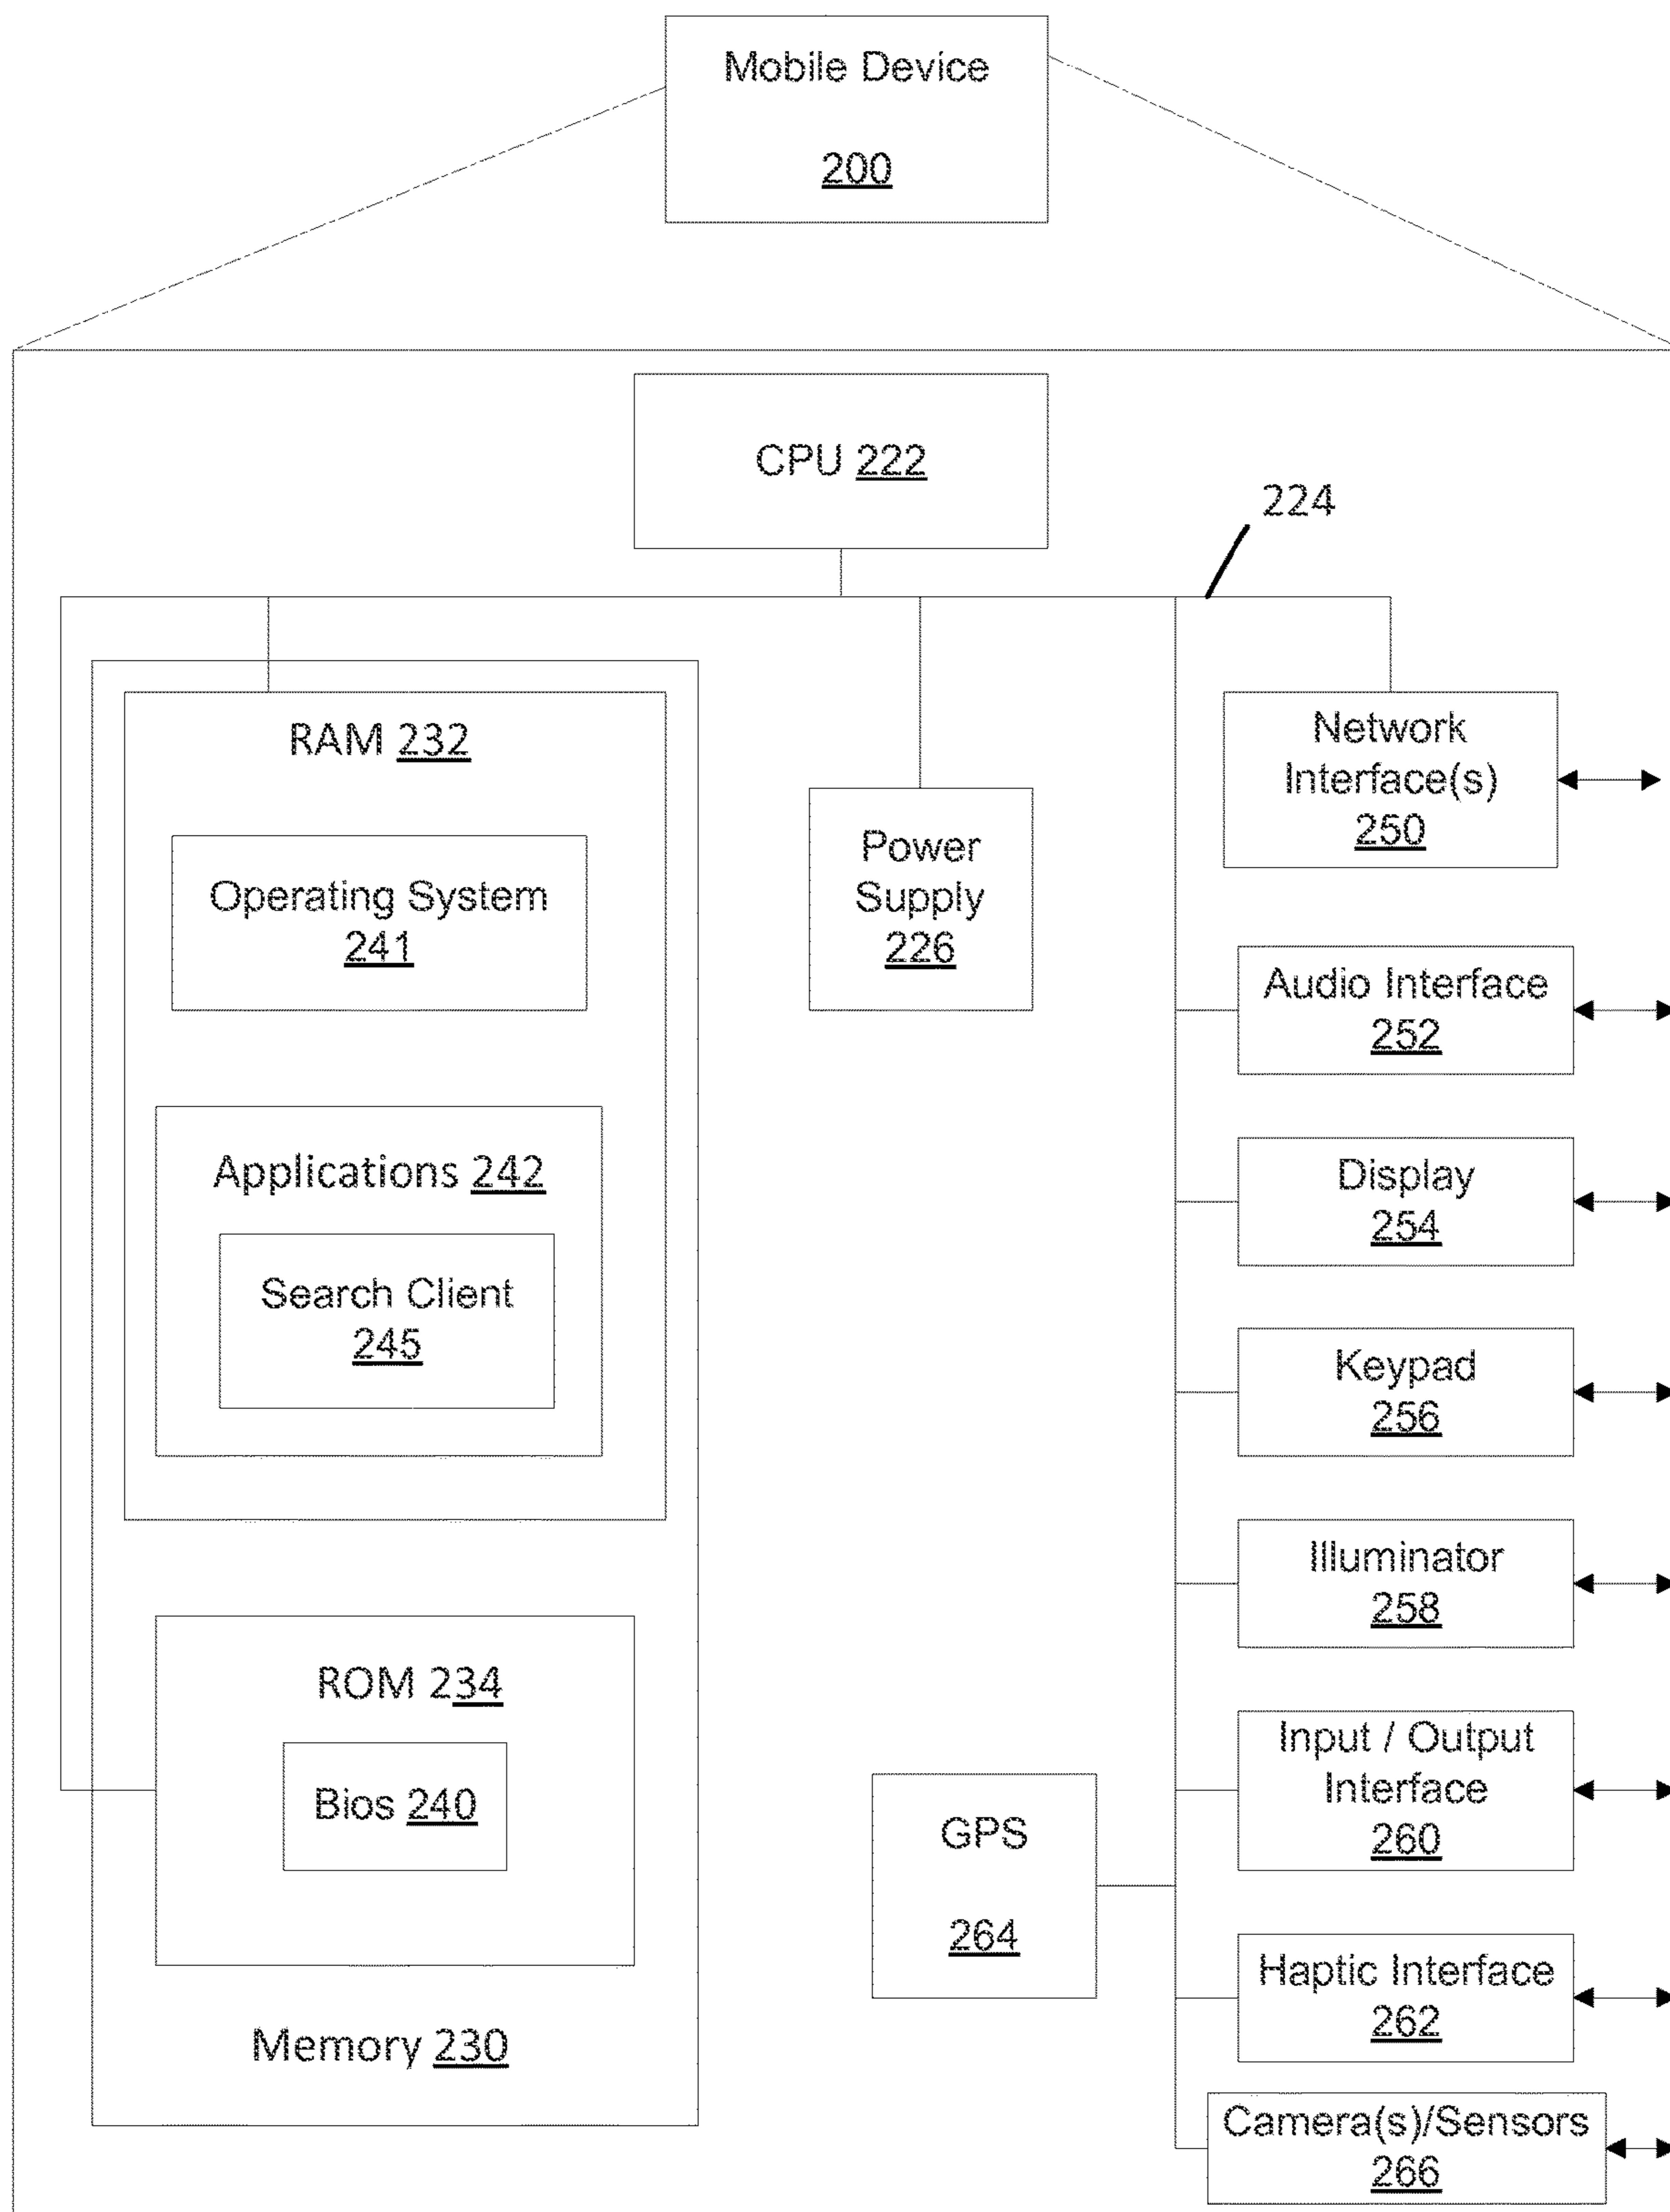 Mobile Device
200
CPU 222
224
RAM 232
Operating System
241
Applications 242
Search Client
245
ROM 234
Bios 240
Memory 230
Power
Supply
226
GPS
264
Network
Interface(s)
250
Audio Interface
252
Display
254
Keypad
256
Illuminator
258
Input / Output
Interface
260
Haptic Interface
262
Camera(s)/Sensors
266